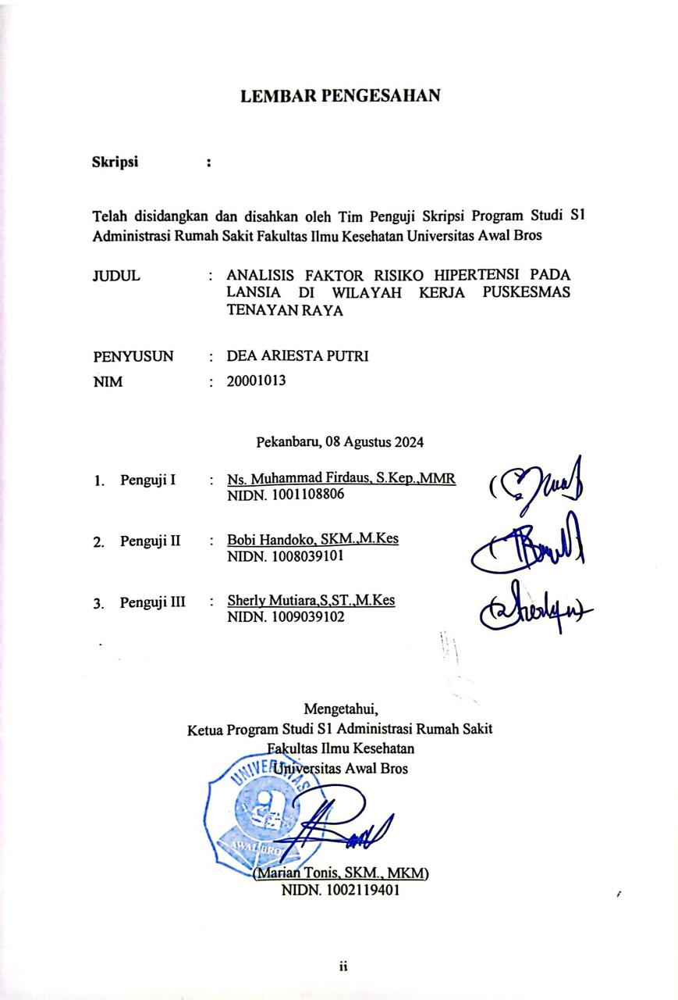 LEMBAR PENGESAHAN
Skripsi :
Telah disidangkan dan disahkan oleh Tim Penguji Skripsi Program Studi S1
Administrasi Rumah Sakit Fakultas Ilmu Kesehatan Universitas Awal Bros
JUDUL : ANALISIS FAKTOR RISIKO HIPERTENSI PADA
LANSIA DI WILAYAH KERJA PUSKESMAS
TENAYAN RAYA
PENYUSUN : DEA ARIESTA PUTRI
NIM : 20001013
Pekanbaru, 08 Agustus 2024
1. Penguji I : Ns. Muhammad Firdaus, S.Kep.,MMR
NIDN. 1001108806
2. Penguji II : Bobi Handoko, SKM.,M.Kes
NIDN. 1008039101
3. Penguji III : Sherly Mutiara,S,ST.,M.Kes
NIDN. 1009039102
Mengetahui,
Ketua Program Studi S1 Administrasi Rumah Sakit
Fakultas Ilmu Kesehatan
Universitas Awal Bros
UNIVERSITAS
AWAL BROS
(Marian Tonis, SKM., MKM)
NIDN. 1002119401
ii